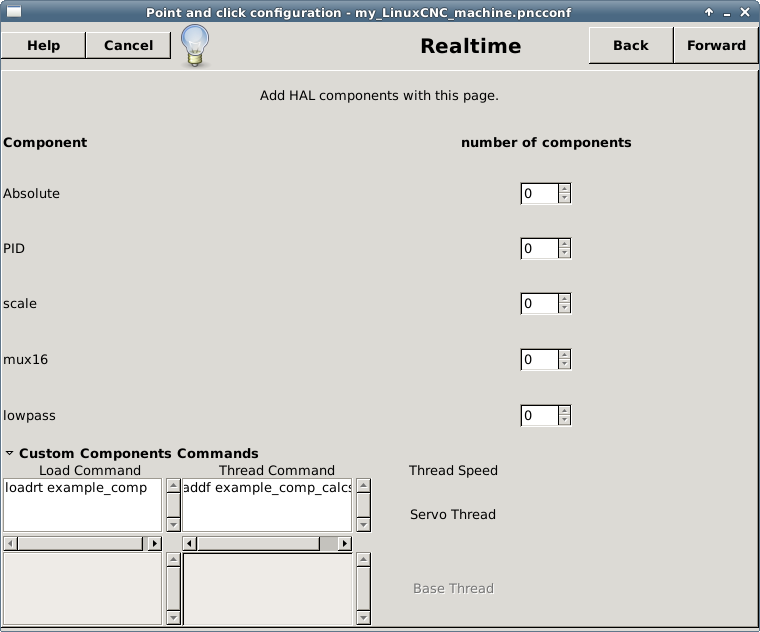 Point and click configuration - my_LinuxCNC_machine.pncconf
Help Cancel Realtime Back Forward
Add HAL components with this page.
Component number of components
Absolute 0
PID 0
scale 0
mux16 0
lowpass 0
Custom Components Commands
Load Command Thread Command Thread Speed
loadrt example_comp addf example_comp_calcs
Servo Thread
Base Thread